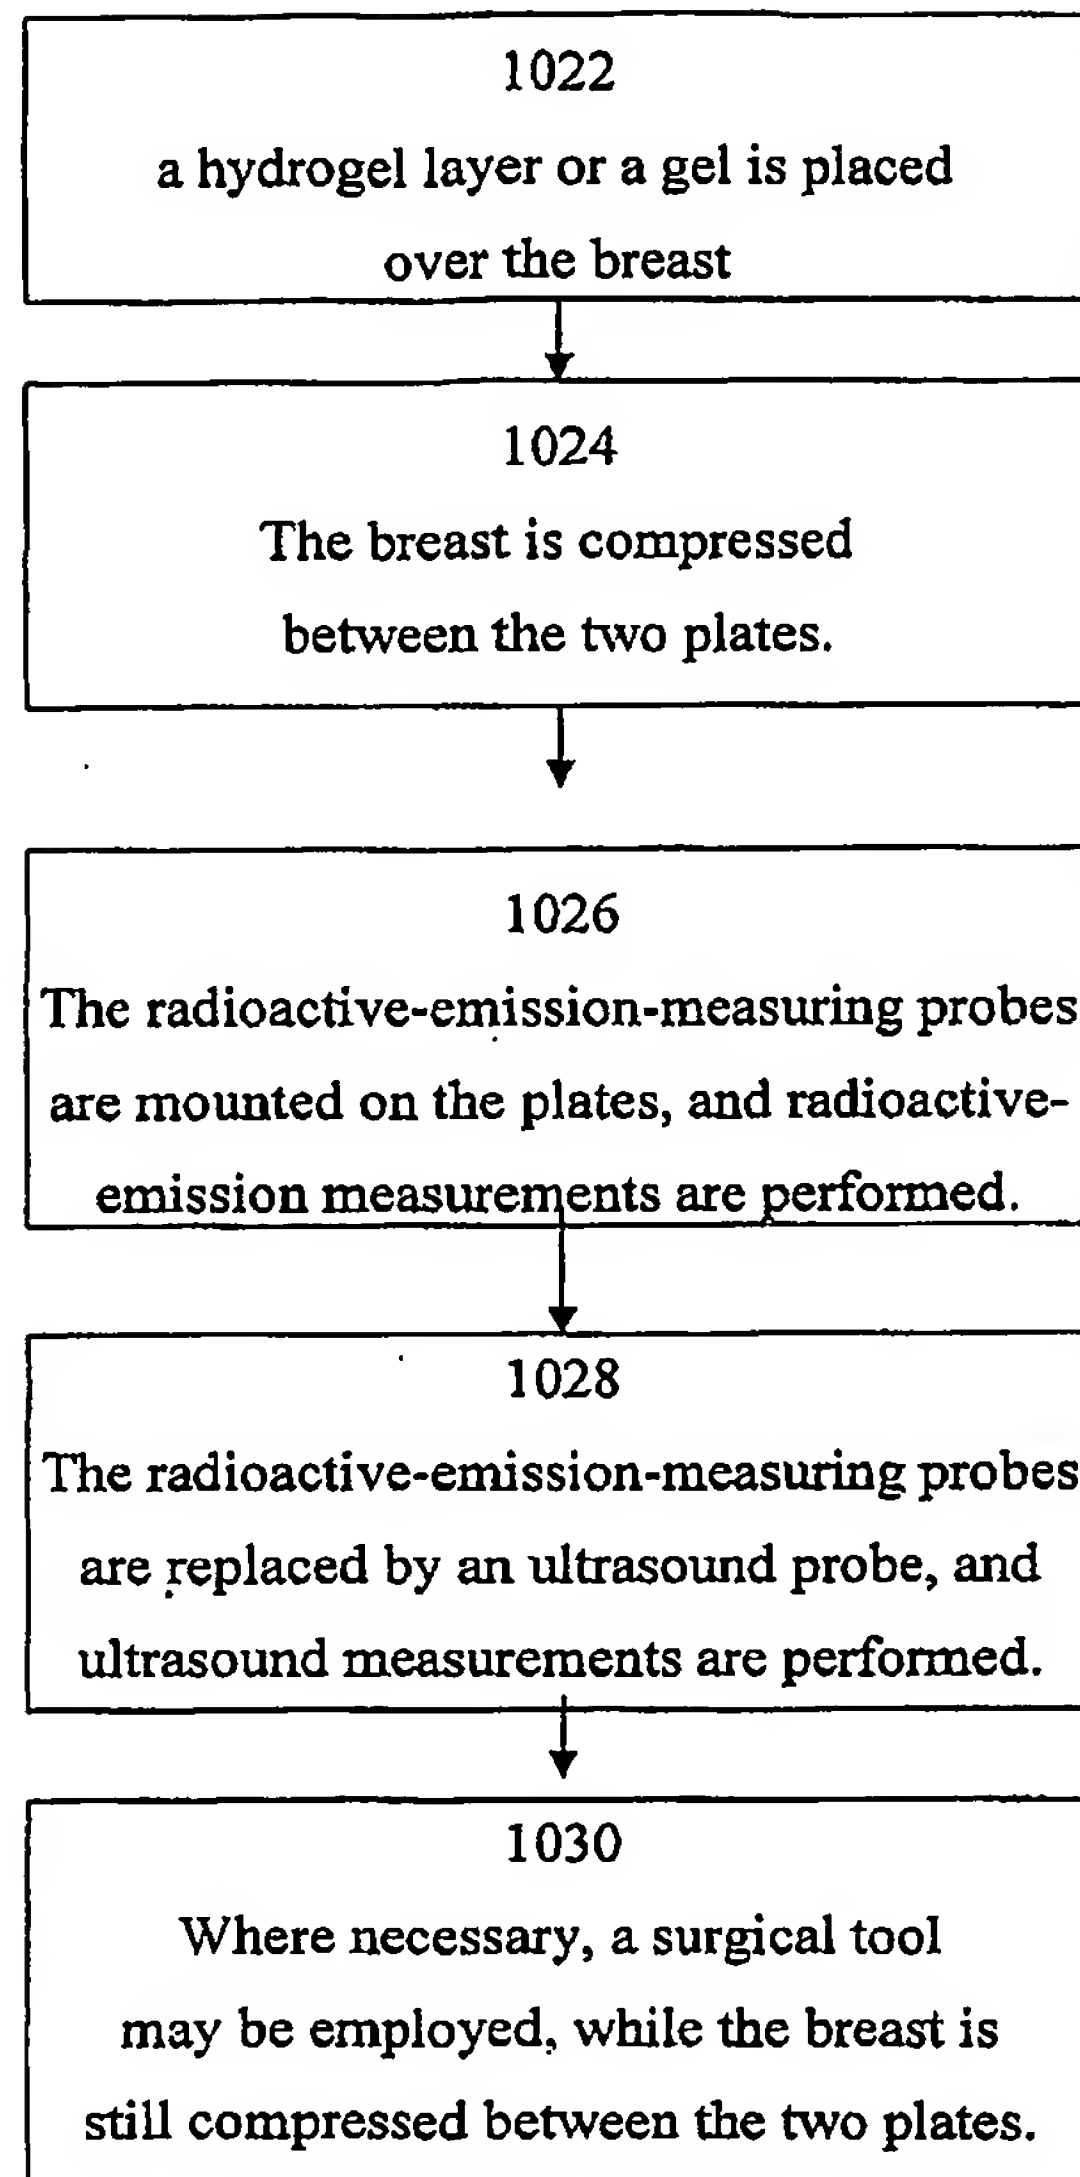 1022
a hydrogel layer or a gel is placed
over the breast
1024
The breast is compressed
between the two plates.
1026
The radioactive-emission-measuring probes
are mounted on the plates, and radioactive-
emission measurements are performed.
1028
The radioactive-emission-measuring probes
are replaced by an ultrasound probe, and
ultrasound measurements are performed.
1030
Where necessary, a surgical tool
may be employed, while the breast is
still compressed between the two plates.